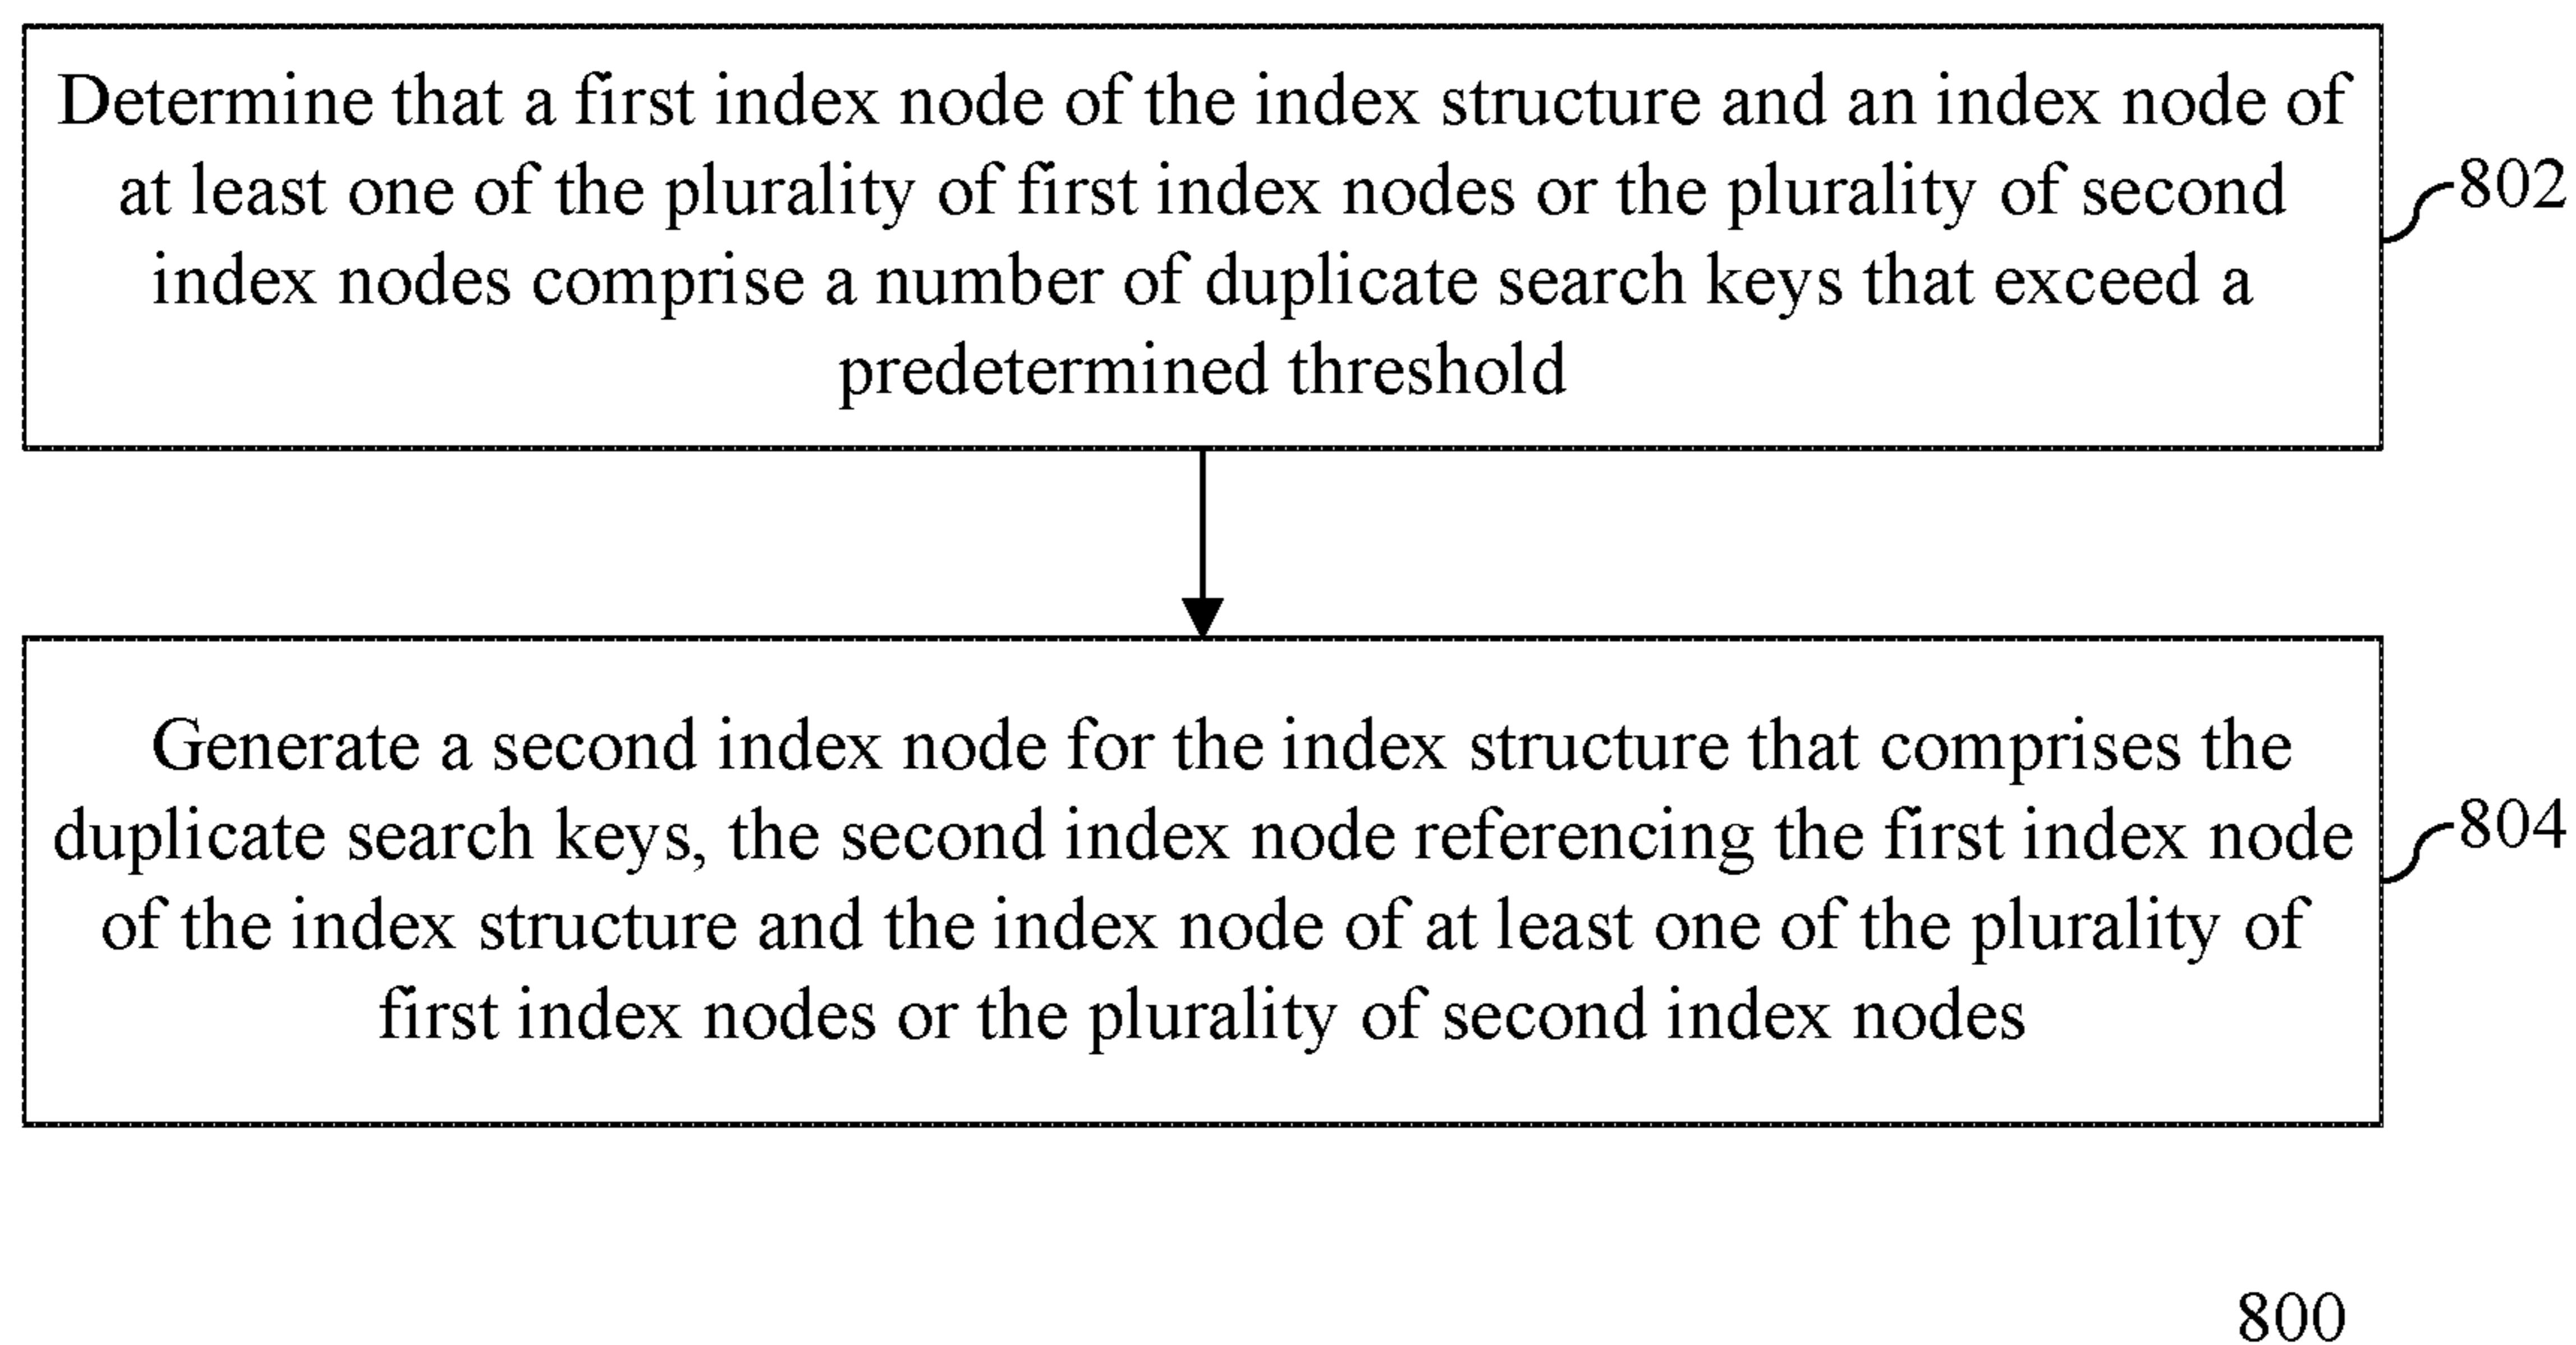 Determine that a first index node of the index structure and an index node of
at least one of the plurality of first index nodes or the plurality of second
index nodes comprise a number of duplicate search keys that exceed a
predetermined threshold
802
Generate a second index node for the index structure that comprises the
duplicate search keys, the second index node referencing the first index node
of the index structure and the index node of at least one of the plurality of
first index nodes or the plurality of second index nodes
804
800